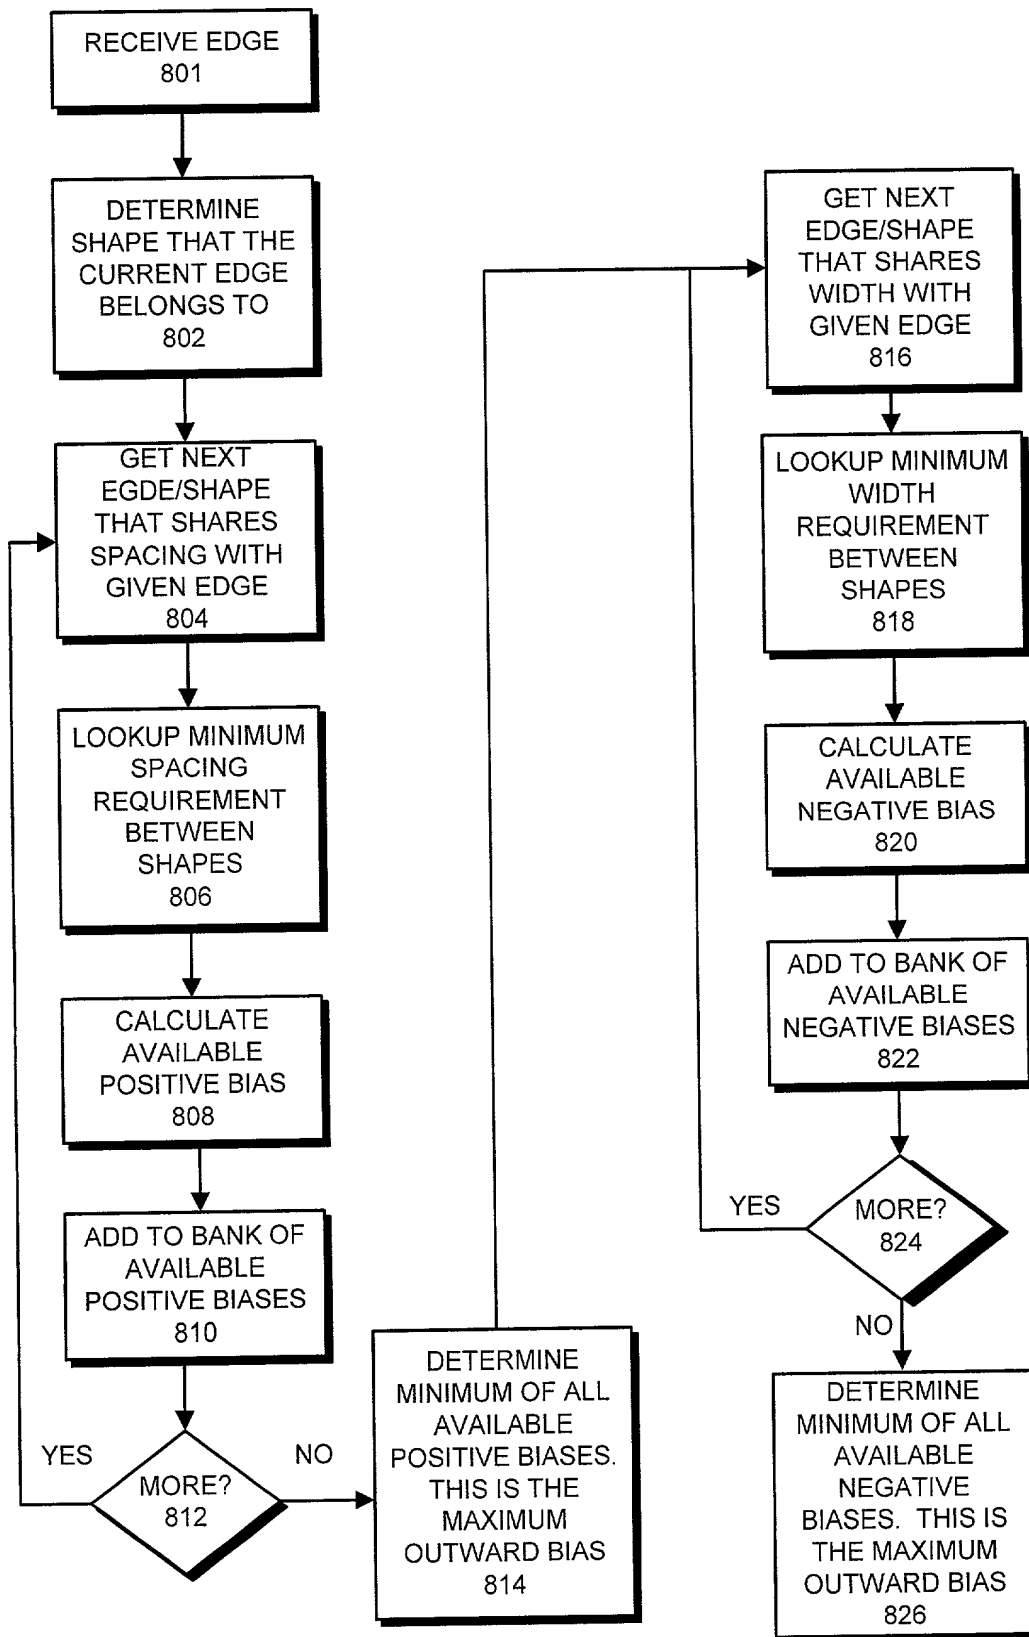 RECEIVE EDGE
801
DETERMINE
SHAPE THAT THE
CURRENT EDGE
BELONGS TO
802
GET NEXT
EGDE/SHAPE
THAT SHARES
SPACING WITH
GIVEN EDGE
804
LOOKUP MINIMUM
SPACING
REQUIREMENT
BETWEEN
SHAPES
806
CALCULATE
AVAILABLE
POSITIVE BIAS
808
ADD TO BANK OF
AVAILABLE
POSITIVE BIASES
810
YES
MORE?
812
NO
DETERMINE
MINIMUM OF ALL
AVAILABLE
POSITIVE BIASES.
THIS IS THE
MAXIMUM
OUTWARD BIAS
814
GET NEXT
EDGE/SHAPE
THAT SHARES
WIDTH WITH
GIVEN EDGE
816
LOOKUP MINIMUM
WIDTH
REQUIREMENT
BETWEEN
SHAPES
818
CALCULATE
AVAILABLE
NEGATIVE BIAS
820
ADD TO BANK OF
AVAILABLE
NEGATIVE BIASES
822
YES
MORE?
824
NO
DETERMINE
MINIMUM OF ALL
AVAILABLE
NEGATIVE
BIASES. THIS IS
THE MAXIMUM
OUTWARD BIAS
826